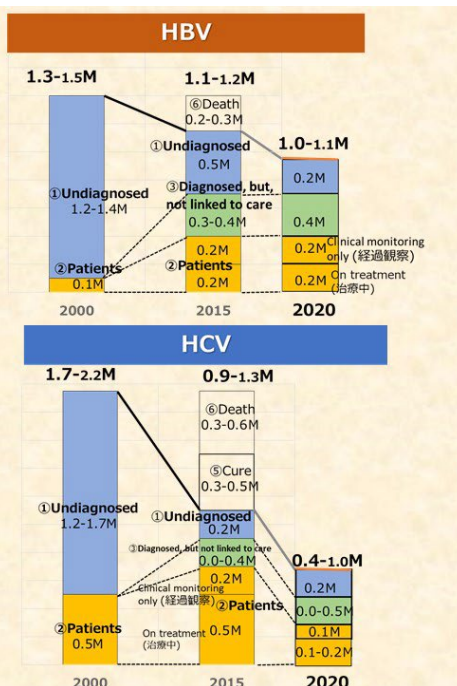 HBV
1.3-1.5M
1.1-1.2M
1.0-1.1M
⑥Death
0.2-0.3M
①Undiagnosed
0.5M
0.2M
①Undiagnosed
1.2-1.4M
③Diagnosed, but,
not linked to care
0.3-0.4M
0.4M
②Patients
0.1M
0.2M
②Patients
0.2M
0.2M
Clinical monitoring
only (経過観察)
0.2M
On treatment
(治療中)
2000
2015
2020
HCV
1.7-2.2M
0.9-1.3M
0.4-1.0M
⑥Death
0.3-0.6M
⑤Cure
0.3-0.5M
①Undiagnosed
1.2-1.7M
①Undiagnosed
0.2M
③Diagnosed, but not linked to care
0.0-0.4M
0.2M
Clinical monitoring
only (経過観察)
②Patients
0.5M
②Patients
0.5M
On treatment
(治療中)
0.2M
0.0-0.5M
0.1M
0.1-0.2M
2000
2015
2020